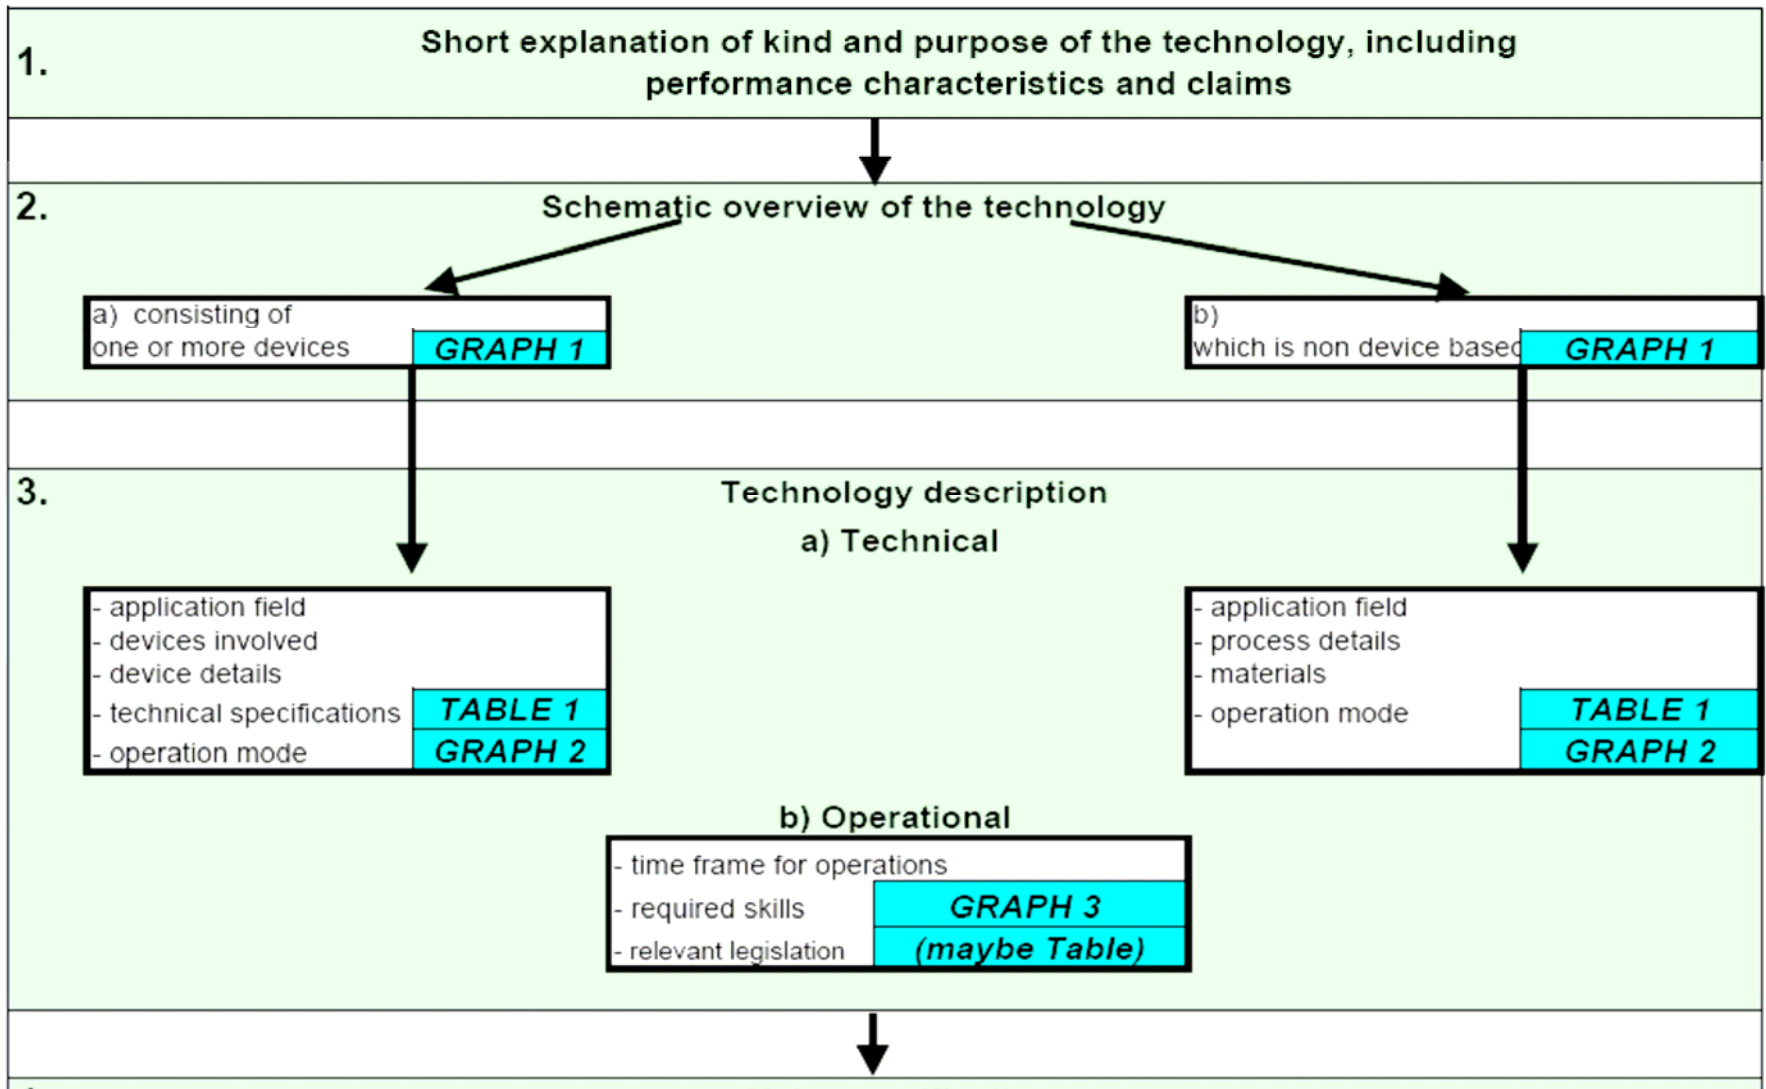 1.
Short explanation of kind and purpose of the technology, including
performance characteristics and claims
2.
Schematic overview of the technology
a) consisting of
one or more devices
GRAPH 1
b)
which is non device based
GRAPH 1
3.
Technology description
a) Technical
- application field
- devices involved
- device details
- technical specifications
TABLE 1
- operation mode
GRAPH 2
- application field
- process details
- materials
- operation mode
TABLE 1
GRAPH 2
b) Operational
- time frame for operations
- required skills
GRAPH 3
- relevant legislation
(maybe Table)